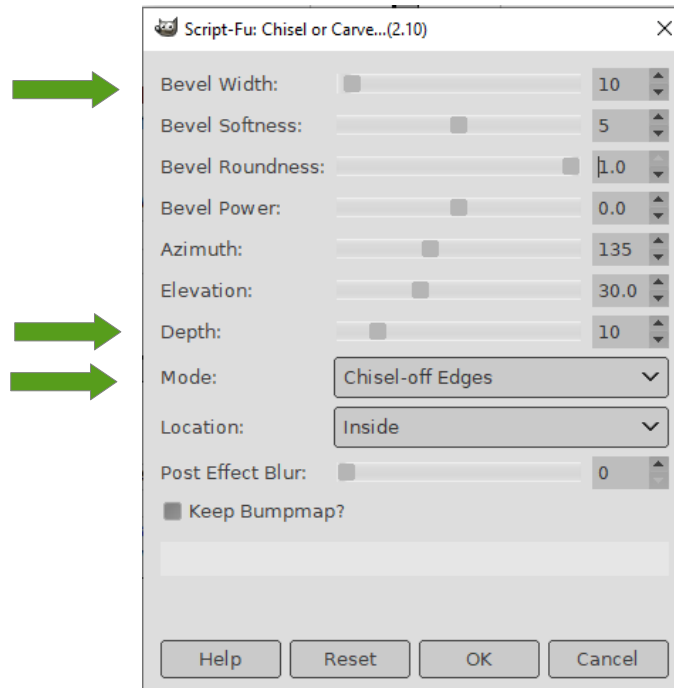 Script-Fu: Chisel or Carve...(2.10)
Bevel Width: 10
Bevel Softness: 5
Bevel Roundness: 1.0
Bevel Power: 0.0
Azimuth: 135
Elevation: 30.0
Depth: 10
Mode: Chisel-off Edges
Location: Inside
Post Effect Blur: 0
Keep Bumpmap?
Help Reset OK Cancel